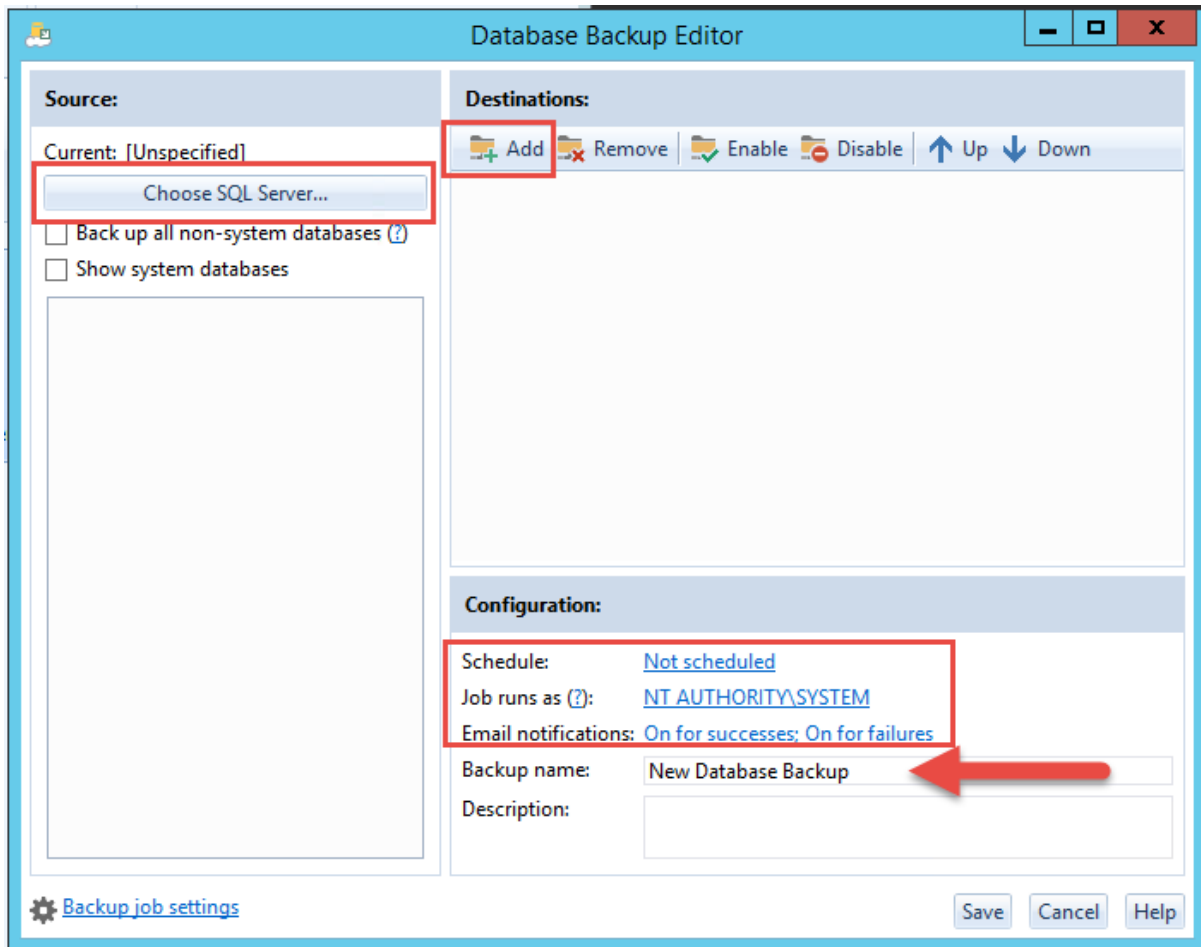 Database Backup Editor
Source:
Current: [Unspecified]
Choose SQL Server...
Back up all non-system databases (?)
Show system databases
Destinations:
Add Remove Enable Disable Up Down
Configuration:
Schedule: Not scheduled
Job runs as (?): NT AUTHORITY\SYSTEM
Email notifications: On for successes; On for failures
Backup name: New Database Backup
Description:
Backup job settings
Save Cancel Help